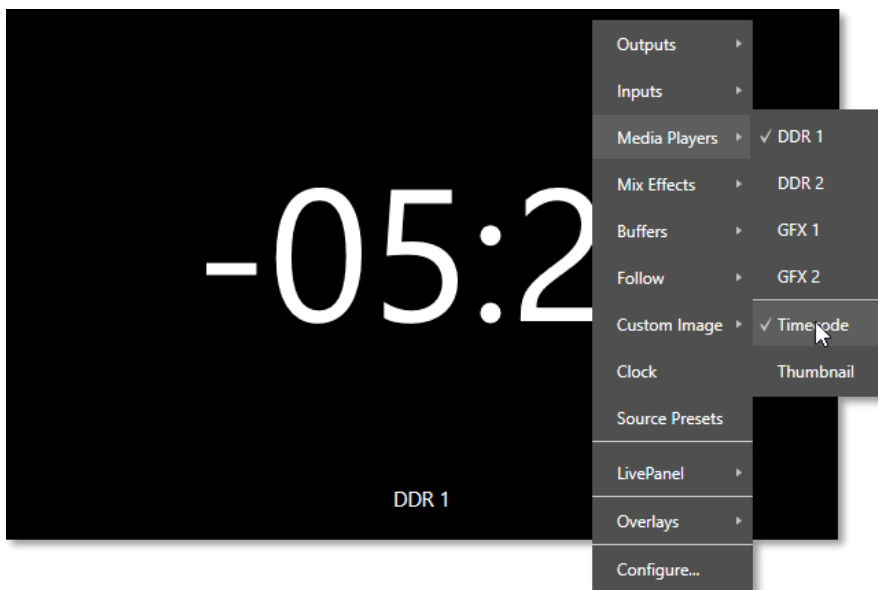 -05:2
DDR 1
Outputs
Inputs
Media Players
Mix Effects
Buffers
Follow
Custom Image
Clock
Source Presets
LivePanel
Overlays
Configure...
DDR 1
DDR 2
GFX 1
GFX 2
Timecode
Thumbnail